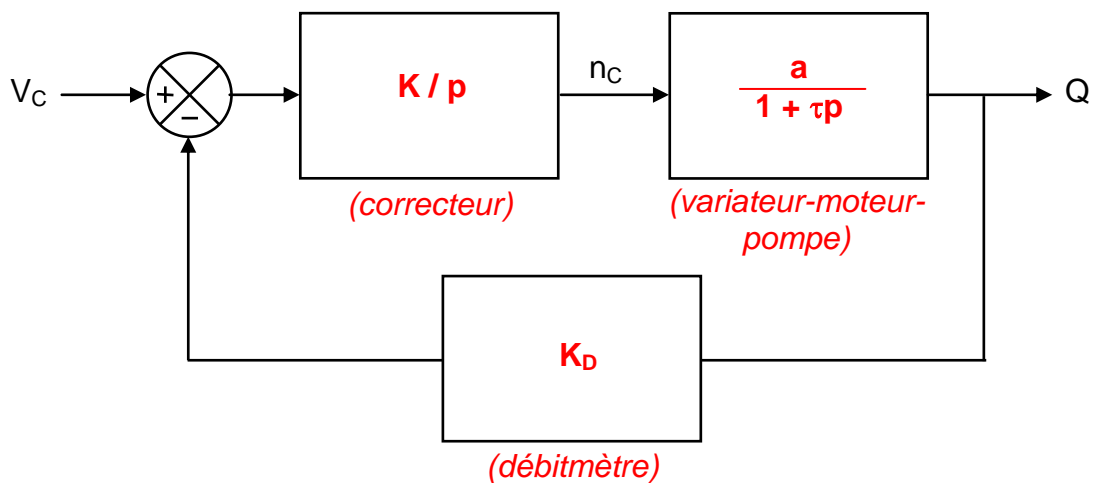 V_C
+
−
K / p
(correcteur)
n_C
a
1 + τp
(variateur-moteur-
pompe)
Q
K_D
(débitmètre)